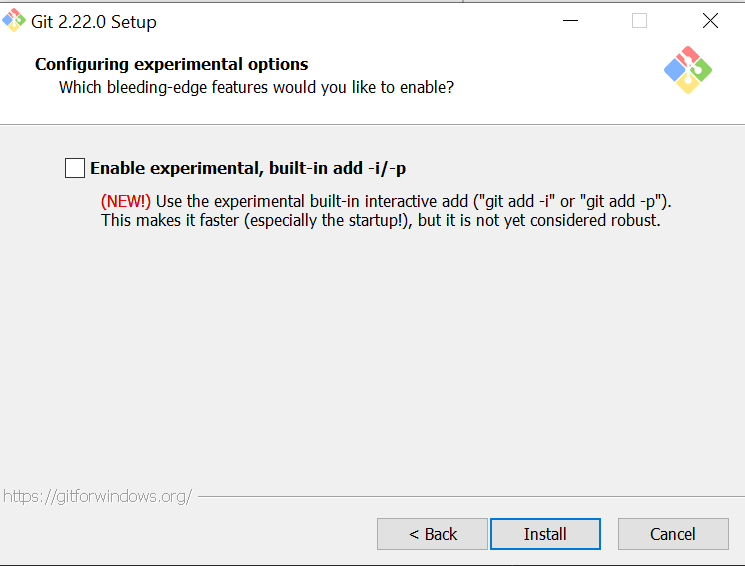 Git 2.22.0 Setup
Configuring experimental options
Which bleeding-edge features would you like to enable?
Enable experimental, built-in add -i/-p
(NEW!) Use the experimental built-in interactive add ("git add -i" or "git add -p").
This makes it faster (especially the startup!), but it is not yet considered robust.
https://gitforwindows.org/
< Back
Install
Cancel